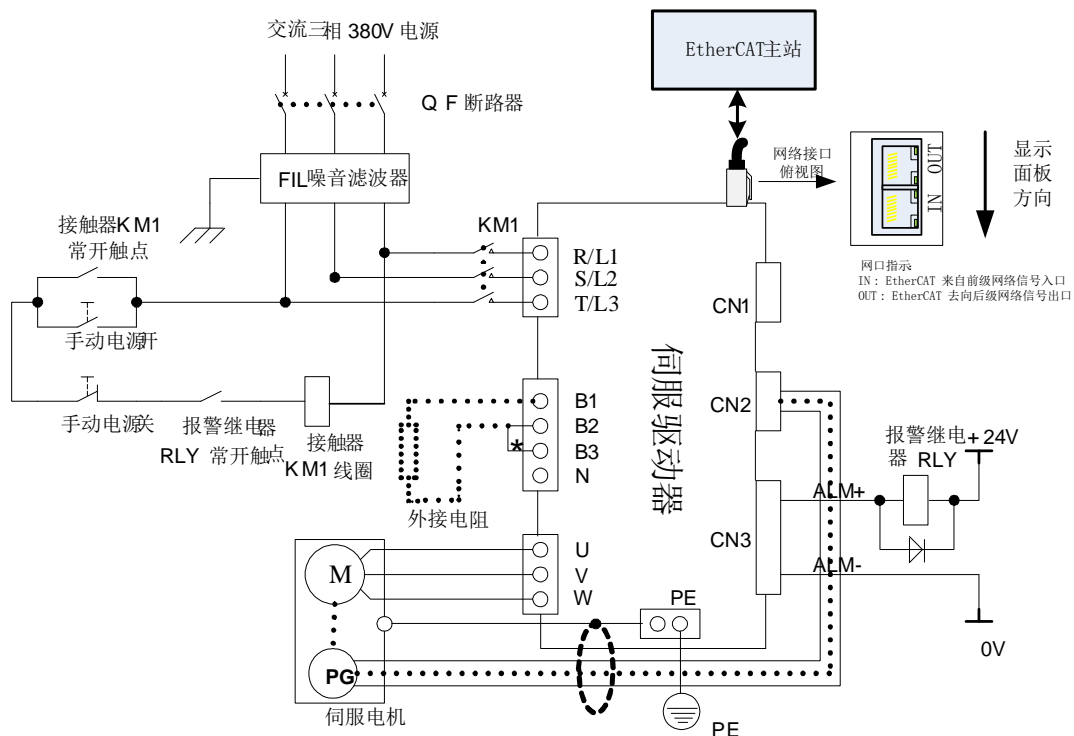 交流三相 380V 电源
EtherCAT主站
QF 断路器
网络接口
俯视图
IN OUT
显示
面板
方向
FIL噪音滤波器
接触器KM1
常开触点
KM1
R/L1
S/L2
T/L3
网口指示
IN : EtherCAT 来自前级网络信号入口
OUT : EtherCAT 去向后级网络信号出口
CN1
手动电源开
伺服驱动器
B1
B2
*
B3
N
CN2
手动电源关
报警继电器
RLY 常开触点
接触器
KM1线圈
报警继电
器 RLY
+24V
外接电阻
ALM+
CN3
U
V
W
M
ALM-
PE
0V
PG
伺服电机
PE